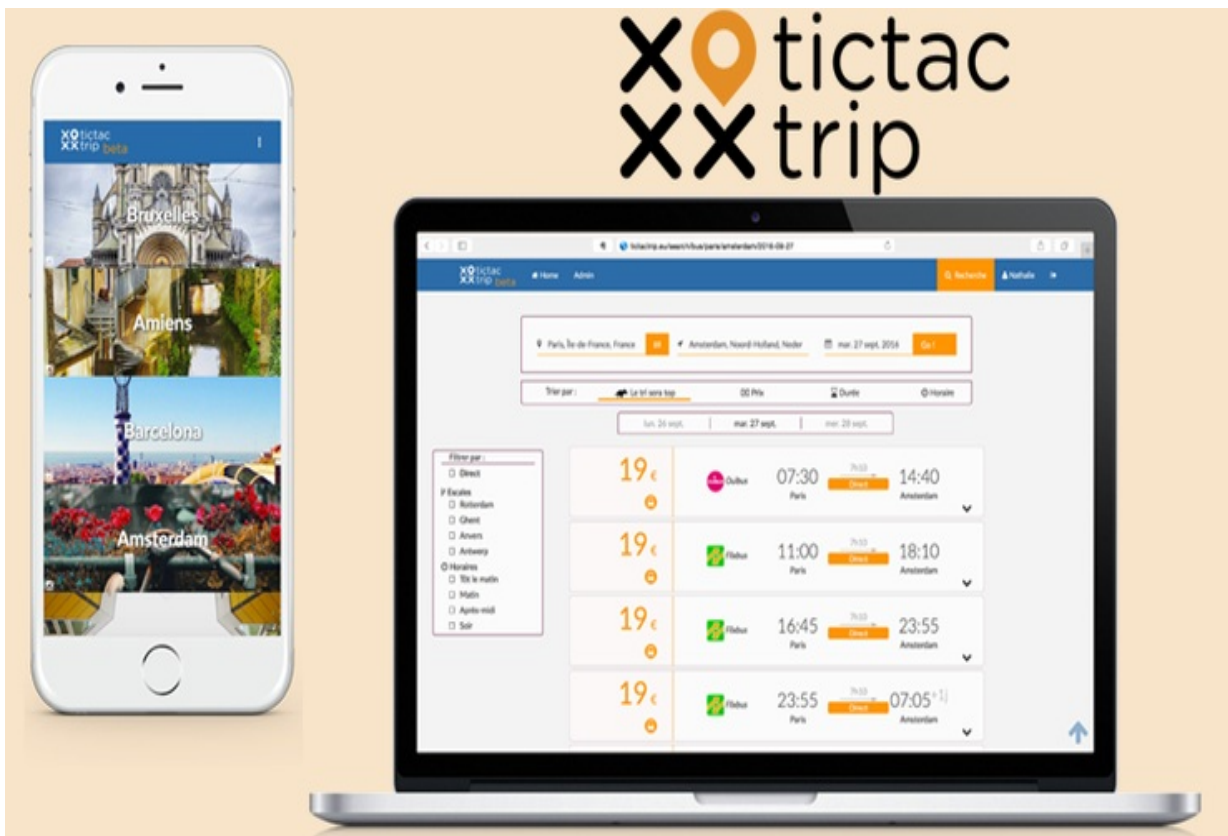 tictac
trip
tictac
trip beta
Bruxelles
Amiens
Barcelona
Amsterdam
tictac
trip beta
Home Admin
Recherche Nathalie
Paris, Île-de-France, France
Amsterdam, Noord-Holland, Neder
mar. 27 sept. 2016
Go !
Trier par :
Le tri sera top
Prix
Durée
Horaire
lun. 26 sept.
mar. 27 sept.
mer. 28 sept.
Filtrer par :
Direct
Escales
Rotterdam
Ghent
Anvers
Antwerp
Horaires
Tôt le matin
Matin
Après-midi
Soir
19 €
Ouibus
07:30
Paris
7h10
Direct
14:40
Amsterdam
19 €
11:00
Paris
Direct
18:10
Amsterdam
19 €
16:45
Paris
Direct
23:55
Amsterdam
19 €
23:55
Paris
Direct
07:05 +1j
Amsterdam